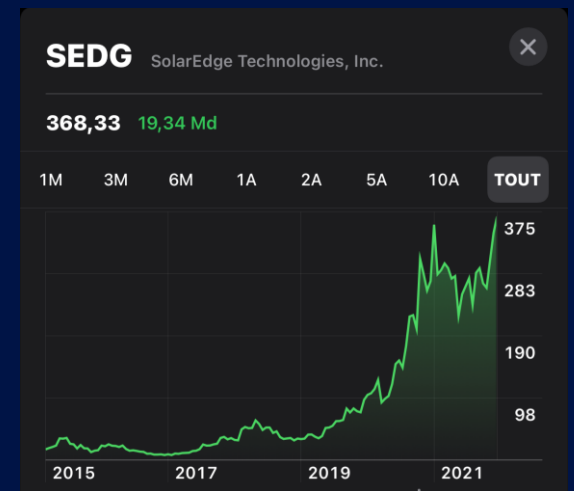 SEDG SolarEdge Technologies, Inc.
368,33 19,34 Md
1M 3M 6M 1A 2A 5A 10A TOUT
375
283
190
98
2015 2017 2019 2021